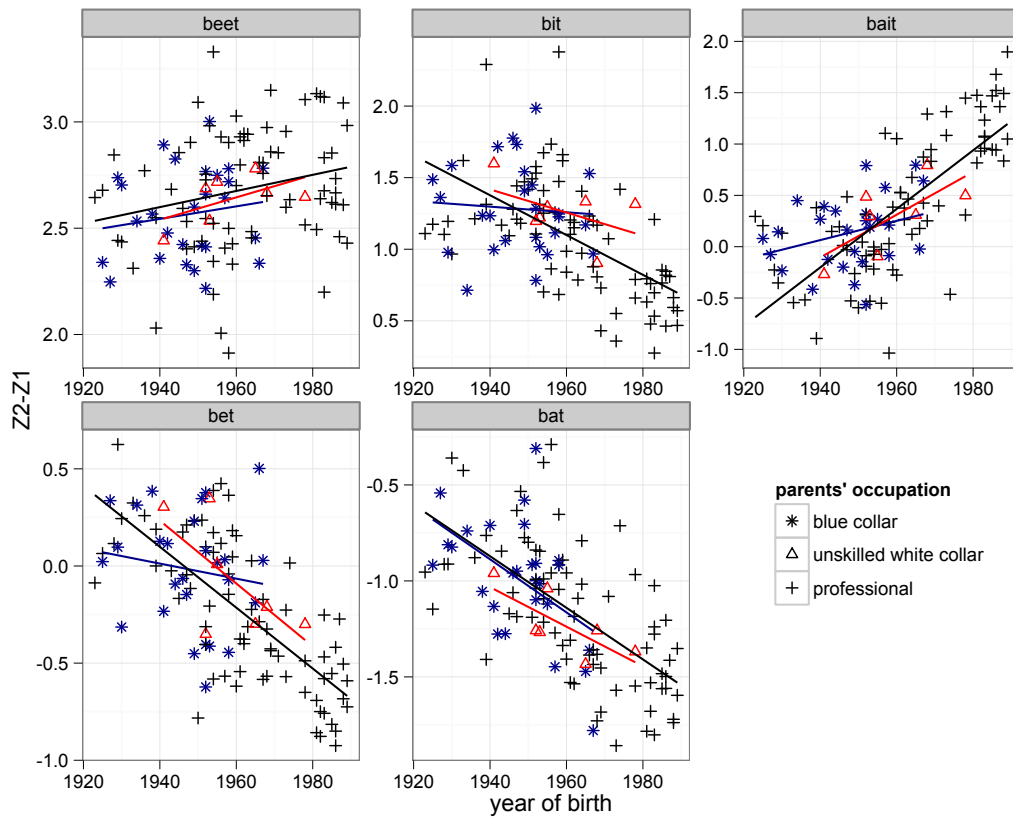 beet
bit
bait
3.0
2.5
2.0
2.0
1.5
1.0
0.5
2.0
1.5
1.0
0.5
0.0
-0.5
-1.0
1920 1940 1960 1980
1920 1940 1960 1980
1920 1940 1960 1980
Z2-Z1
bet
bat
0.5
0.0
-0.5
-1.0
-0.5
-1.0
-1.5
1920 1940 1960 1980
1920 1940 1960 1980
year of birth
parents' occupation
blue collar
unskilled white collar
professional